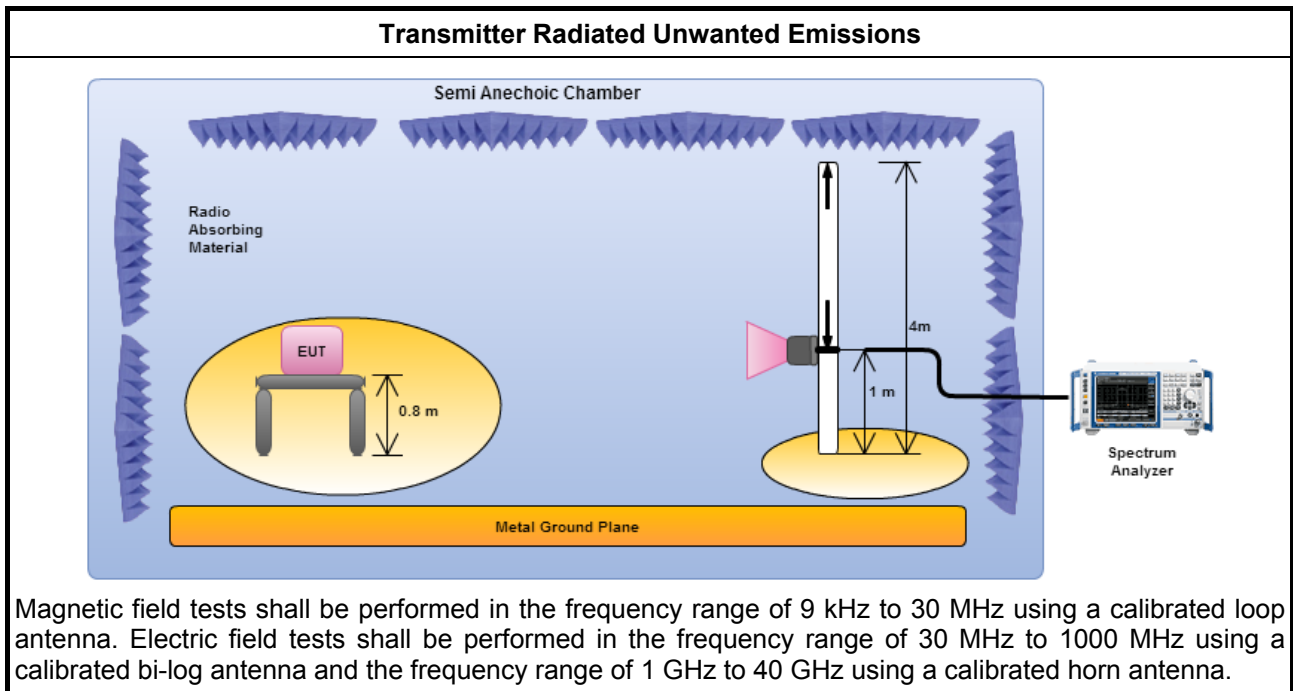 Transmitter Radiated Unwanted Emissions
Semi Anechoic Chamber
Radio
Absorbing
Material
EUT
0.8 m
4m
1 m
Spectrum
Analyzer
Metal Ground Plane
Magnetic field tests shall be performed in the frequency range of 9 kHz to 30 MHz using a calibrated loop
antenna. Electric field tests shall be performed in the frequency range of 30 MHz to 1000 MHz using a
calibrated bi-log antenna and the frequency range of 1 GHz to 40 GHz using a calibrated horn antenna.